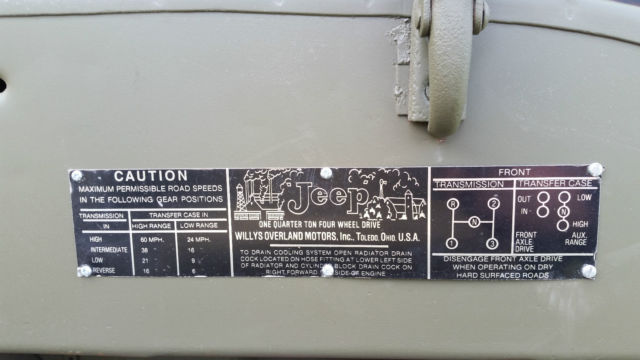 CAUTION
MAXIMUM PERMISSIBLE ROAD SPEEDS
IN THE FOLLOWING GEAR POSITIONS
TRANSMISSION IN TRANSFER CASE IN
HIGH RANGE LOW RANGE
HIGH 60 MPH. 24 MPH.
INTERMEDIATE 38 16
LOW 21 9
REVERSE 16 6
Jeep
ONE QUARTER TON FOUR WHEEL DRIVE
WILLYS OVERLAND MOTORS, Inc., TOLEDO, OHIO. U.S.A.
TO DRAIN COOLING SYSTEM OPEN RADIATOR DRAIN
COCK LOCATED ON HOSE FITTING AT LOWER LEFT SIDE
OF RADIATOR AND CYLINDER BLOCK DRAIN COCK ON
RIGHT FORWARD SIDE OF ENGINE
FRONT
TRANSMISSION TRANSFER CASE
R 2
N
1 3
OUT LOW
IN N
HIGH
FRONT AXLE DRIVE
AUX. RANGE
DISENGAGE FRONT AXLE DRIVE
WHEN OPERATING ON DRY
HARD SURFACED ROADS